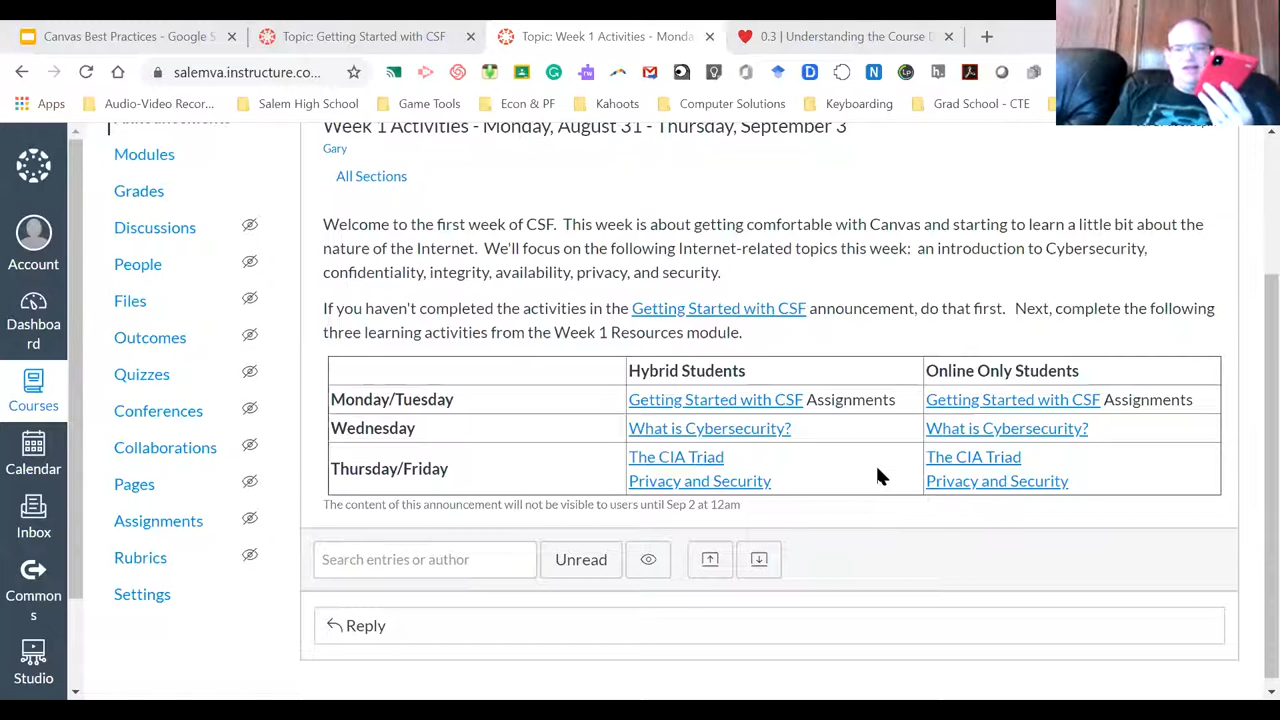 Canvas Best Practices - Google S
Topic: Getting Started with CSF
Topic: Week 1 Activities - Monda
0.3 | Understanding the Course D
salemva.instructure.co...
Apps
Audio-Video Recor...
Salem High School
Game Tools
Econ & PF
Kahoots
Computer Solutions
Keyboarding
Grad School - CTE
Account
Dashboa
rd
Courses
Calendar
Inbox
Common
s
Studio
Announcements
Modules
Grades
Discussions
People
Files
Outcomes
Quizzes
Conferences
Collaborations
Pages
Assignments
Rubrics
Settings
Week 1 Activities - Monday, August 31 - Thursday, September 3
Gary
All Sections
Welcome to the first week of CSF. This week is about getting comfortable with Canvas and starting to learn a little bit about the
nature of the Internet. We'll focus on the following Internet-related topics this week: an introduction to Cybersecurity,
confidentiality, integrity, availability, privacy, and security.
If you haven't completed the activities in the Getting Started with CSF announcement, do that first. Next, complete the following
three learning activities from the Week 1 Resources module.
Hybrid Students Online Only Students
Monday/Tuesday Getting Started with CSF Assignments Getting Started with CSF Assignments
Wednesday What is Cybersecurity? What is Cybersecurity?
Thursday/Friday The CIA Triad The CIA Triad
Privacy and Security Privacy and Security
The content of this announcement will not be visible to users until Sep 2 at 12am
Search entries or author Unread
Reply